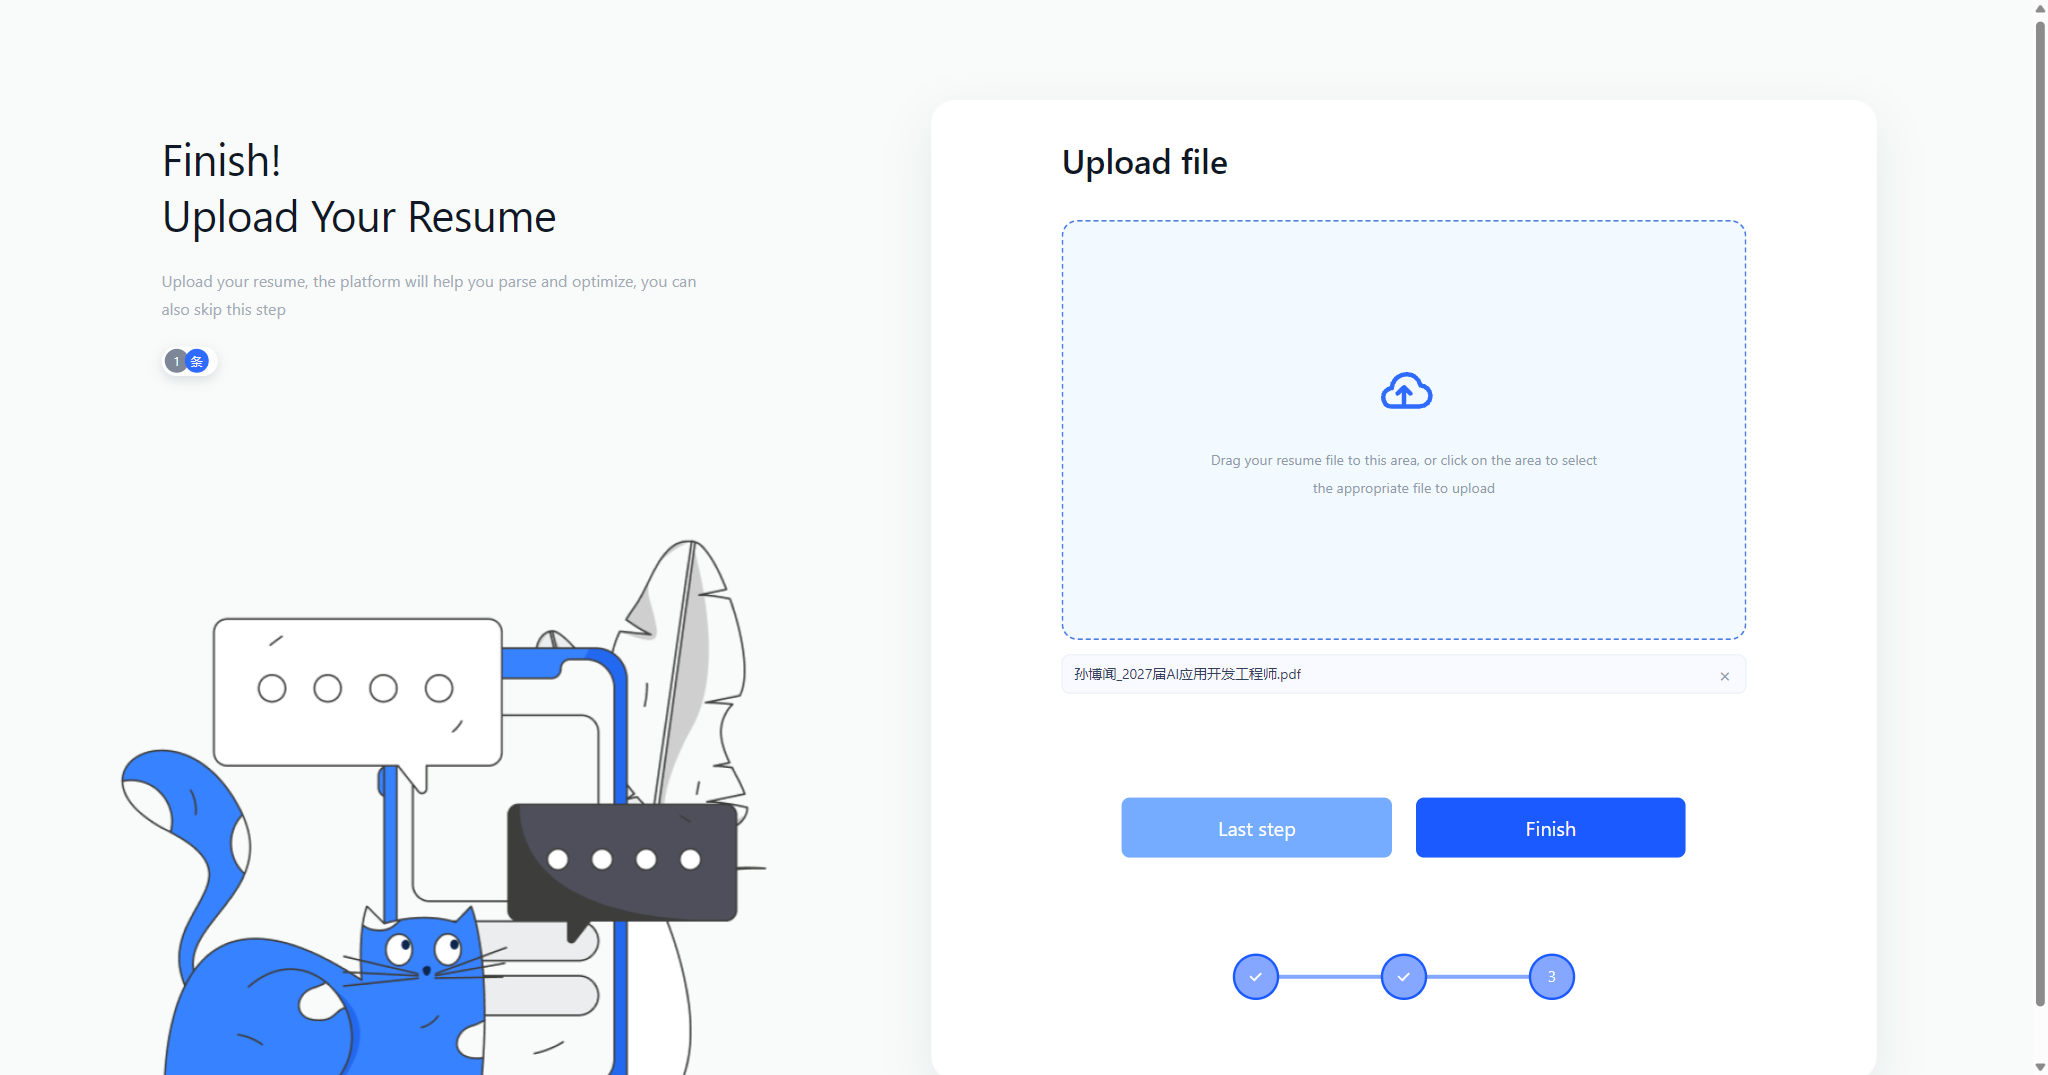 Finish!
Upload Your Resume
Upload your resume, the platform will help you parse and optimize, you can
also skip this step
1 条
Upload file
Drag your resume file to this area, or click on the area to select
the appropriate file to upload
孙博闻_2027届AI应用开发工程师.pdf
Last step
Finish
3